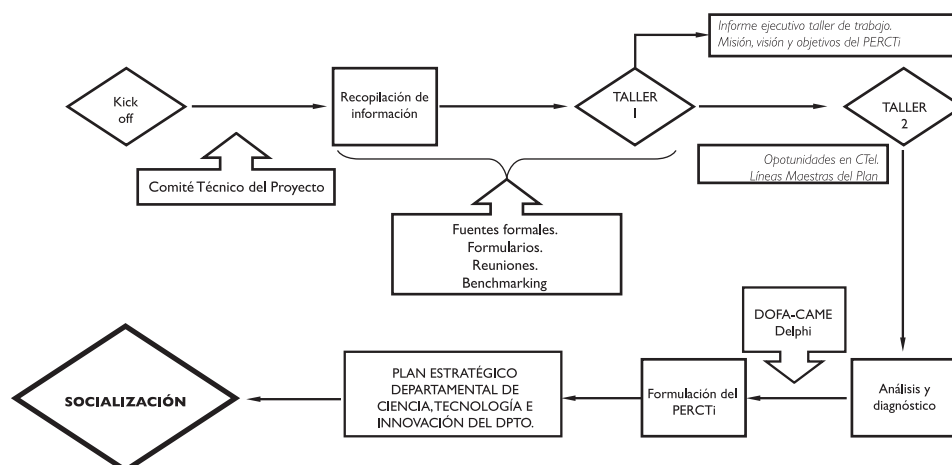 Informe ejecutivo taller de trabajo.
Misión, visión y objetivos del PERCTi
Kick
off
Recopilación de
información
TALLER
1
TALLER
2
Comité Técnico del Proyecto
Opotunidades en CTel.
Líneas Maestras del Plan
Fuentes formales.
Formularios.
Reuniones.
Benchmarking
DOFA-CAME
Delphi
SOCIALIZACIÓN
PLAN ESTRATÉGICO
DEPARTAMENTAL DE
CIENCIA, TECNOLOGÍA E
INNOVACIÓN DEL DPTO.
Formulación del
PERCTi
Análisis y
diagnóstico